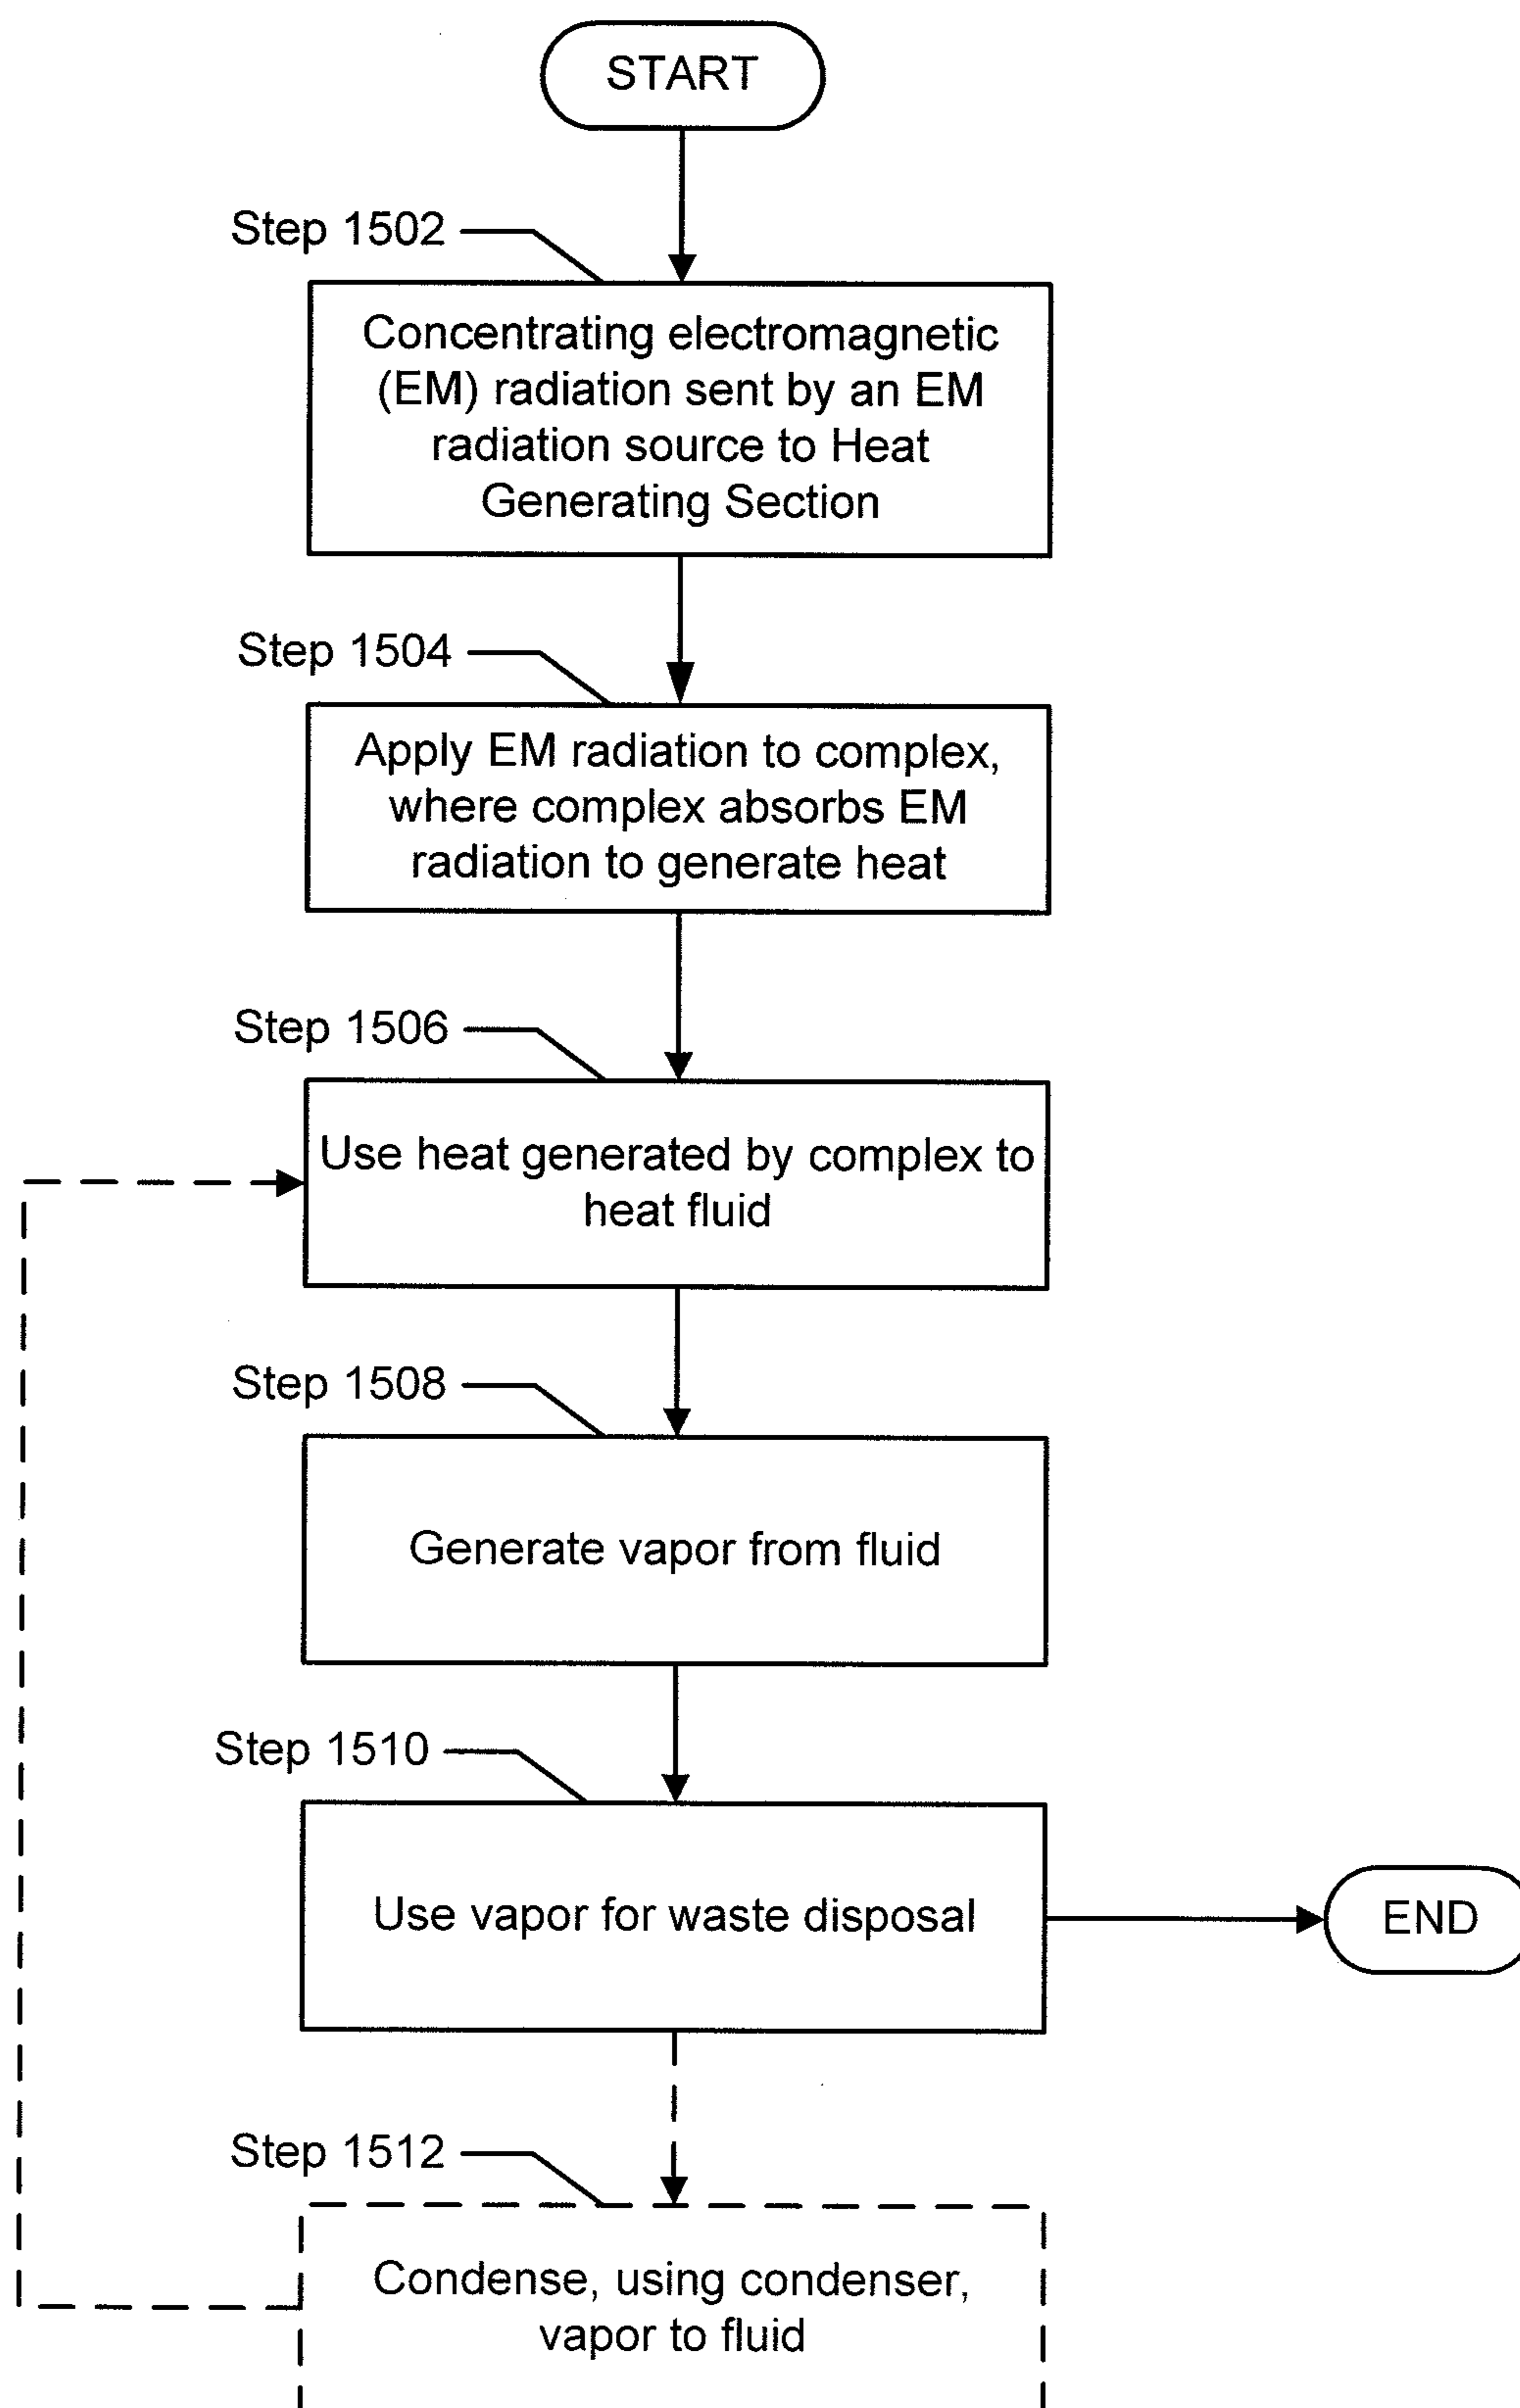 START
Step 1502
Concentrating electromagnetic
(EM) radiation sent by an EM
radiation source to Heat
Generating Section
Step 1504
Apply EM radiation to complex,
where complex absorbs EM
radiation to generate heat
Step 1506
Use heat generated by complex to
heat fluid
Step 1508
Generate vapor from fluid
Step 1510
Use vapor for waste disposal
END
Step 1512
Condense, using condenser,
vapor to fluid